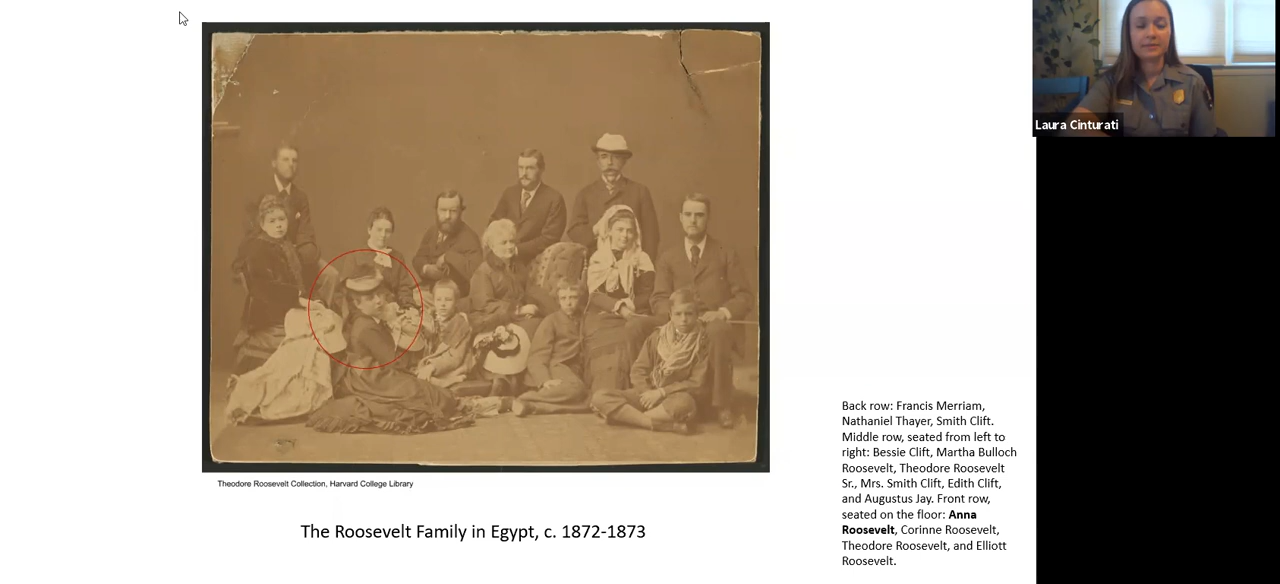 Laura Cinturati
Back row: Francis Merriam,
Nathaniel Thayer, Smith Clift.
Middle row, seated from left to
right: Bessie Clift, Martha Bulloch
Roosevelt, Theodore Roosevelt
Sr., Mrs. Smith Clift, Edith Clift,
and Augustus Jay. Front row,
seated on the floor: Anna
Roosevelt, Corinne Roosevelt,
Theodore Roosevelt, and Elliott
Roosevelt.
Theodore Roosevelt Collection, Harvard College Library
The Roosevelt Family in Egypt, c. 1872-1873